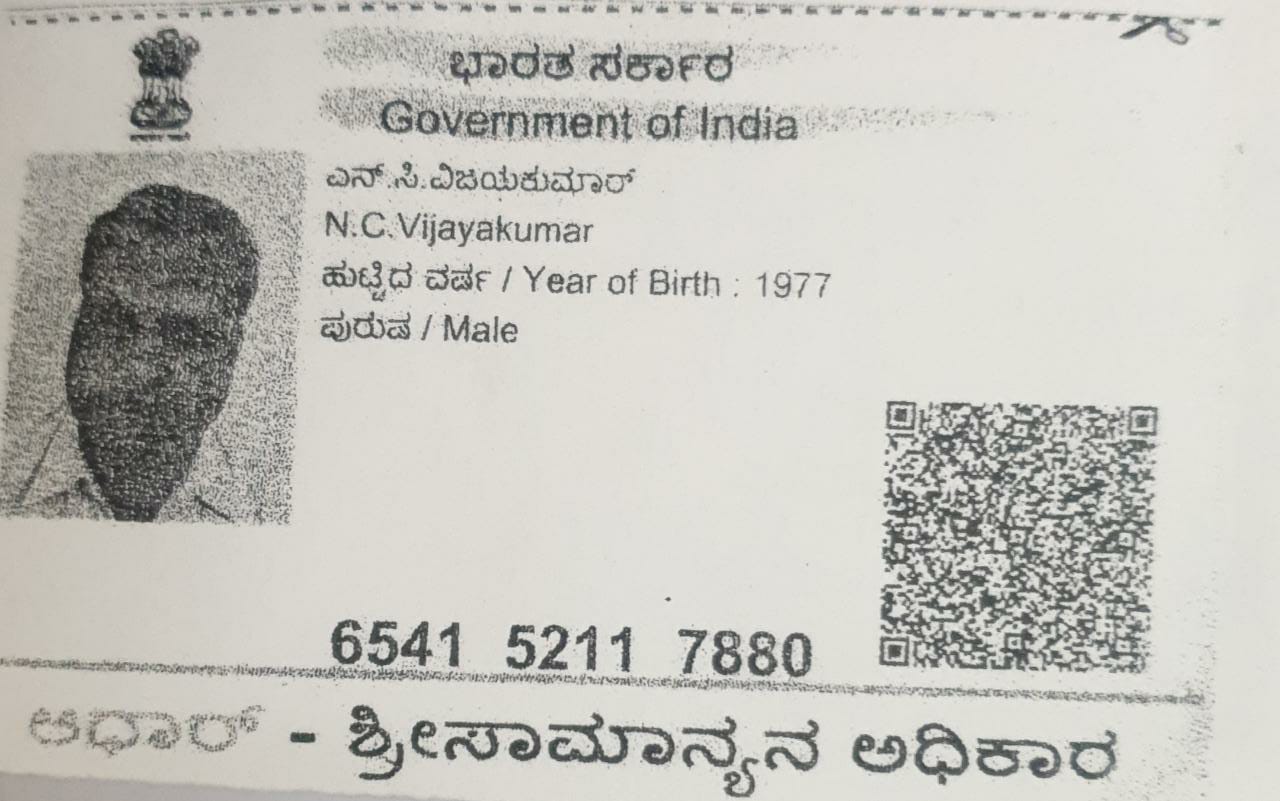 ಭಾರತ ಸರ್ಕಾರ
Government of India
ಎನ್.ಸಿ.ವಿಜಯಕುಮಾರ್
N.C.Vijayakumar
ಹುಟ್ಟಿದ ವರ್ಷ / Year of Birth : 1977
ಪುರುಷ / Male
6541 5211 7880
ಆಧಾರ್ - ಶ್ರೀಸಾಮಾನ್ಯನ ಅಧಿಕಾರ